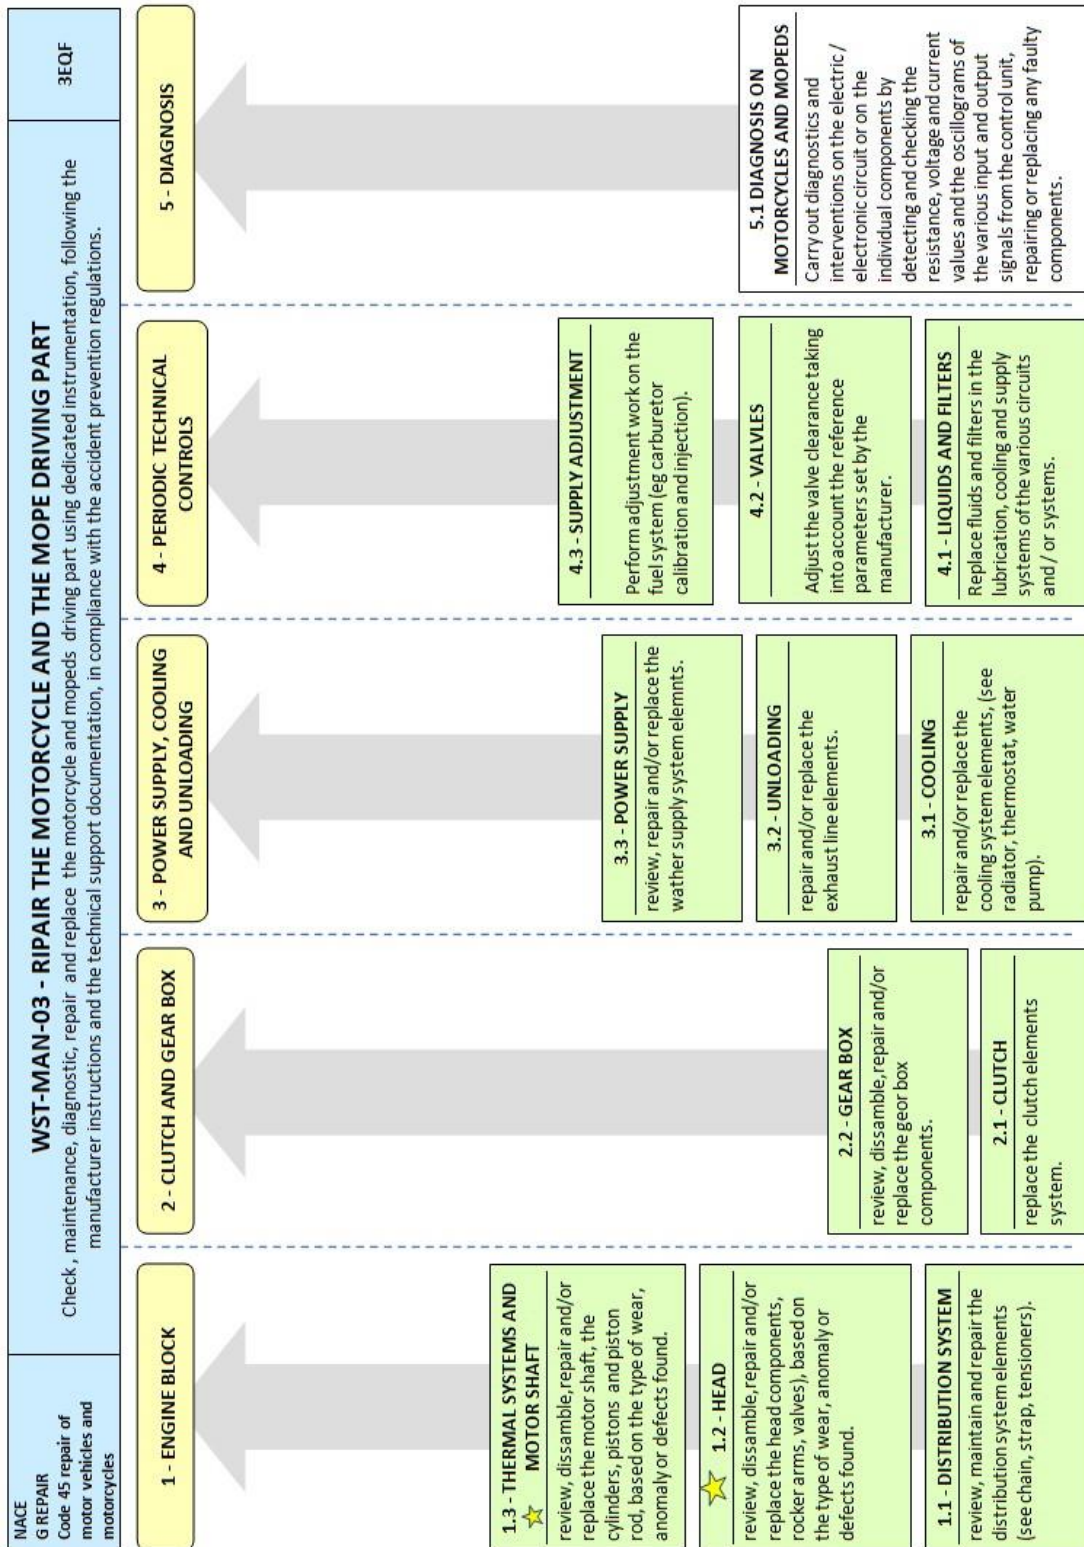 NACE
G REPAIR
Code 45 repair of
motor vehicles and
motorcycles
WST-MAN-03 - RIPAIR THE MOTORCYCLE AND THE MOPE DRIVING PART
Check, maintenance, diagnostic, repair and replace the motorcycle and mopeds driving part using dedicated instrumentation, following the
manufacturer instructions and the technical support documentation, in compliance with the accident prevention regulations.
3EQF
1 - ENGINE BLOCK
1.3 - THERMAL SYSTEMS AND
MOTOR SHAFT
review, dissamble, repair and/or
replace the motor shaft, the
cylinders, pistons and piston
rod, based on the type of wear,
anomaly or defects found.
1.2 - HEAD
review, dissamble, repair and/or
replace the head components,
rocker arms, valves), based on
the type of wear, anomaly or
defects found.
1.1 - DISTRIBUTION SYSTEM
review, maintain and repair the
distribution system elements
(see chain, strap, tensioners).
2 - CLUTCH AND GEAR BOX
2.2 - GEAR BOX
review, dissamble, repair and/or
replace the geor box
components.
2.1 - CLUTCH
replace the clutch elements
system.
3 - POWER SUPPLY, COOLING
AND UNLOADING
3.3 - POWER SUPPLY
review, repair and/or replace the
wather supply system elemnts.
3.2 - UNLOADING
repair and/or replace the
exhaust line elements.
3.1 - COOLING
repair and/or replace the
cooling system elements, (see
radiator, thermostat, water
pump).
4 - PERIODIC TECHNICAL
CONTROLS
4.3 - SUPPLY ADJUSTMENT
Perform adjustment work on the
fuel system (eg carburetor
calibration and injection).
4.2 - VALVLES
Adjust the valve clearance taking
into account the reference
parameters set by the
manufacturer.
4.1 - LIQUIDS AND FILTERS
Replace fluids and filters in the
lubrication, cooling and supply
systems of the various circuits
and / or systems.
5 - DIAGNOSIS
5.1 DIAGNOSIS ON
MOTORCYCLES AND MOPEDS
Carry out diagnostics and
interventions on the electric /
electronic circuit or on the
individual components by
detecting and checking the
resistance, voltage and current
values and the oscillograms of
the various input and output
signals from the control unit,
repairing or replacing any faulty
components.